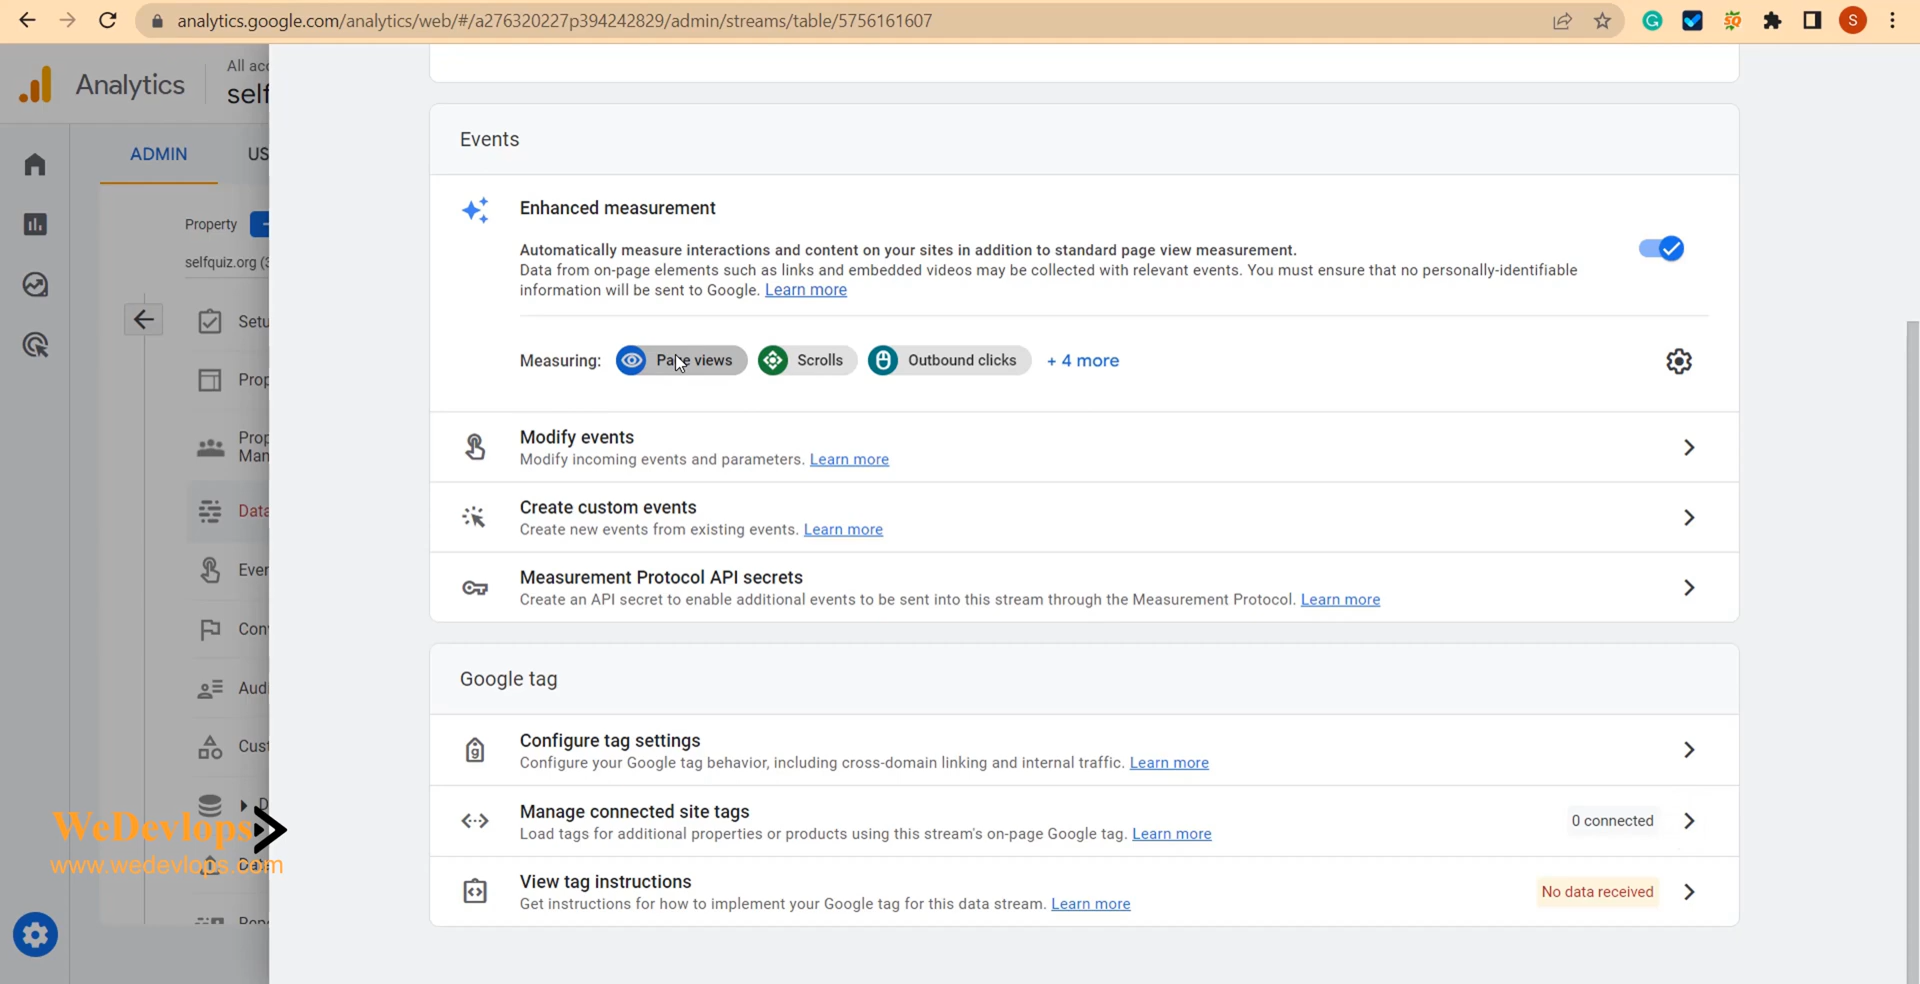 analytics.google.com/analytics/web/#/a276320227p394242829/admin/streams/table/5756161607
S
Analytics
All acc
self
ADMIN
US
Property
selfquiz.org (3
Setu
Prop
Prop
Man
Data
Ever
Con
Audi
Cust
D
Data
Repo
WeDevlops
www.wedevlops.com
Events
Enhanced measurement
Automatically measure interactions and content on your sites in addition to standard page view measurement.
Data from on-page elements such as links and embedded videos may be collected with relevant events. You must ensure that no personally-identifiable
information will be sent to Google. Learn more
Measuring: Page views Scrolls Outbound clicks + 4 more
Modify events
Modify incoming events and parameters. Learn more
Create custom events
Create new events from existing events. Learn more
Measurement Protocol API secrets
Create an API secret to enable additional events to be sent into this stream through the Measurement Protocol. Learn more
Google tag
Configure tag settings
Configure your Google tag behavior, including cross-domain linking and internal traffic. Learn more
Manage connected site tags
Load tags for additional properties or products using this stream's on-page Google tag. Learn more
0 connected
View tag instructions
Get instructions for how to implement your Google tag for this data stream. Learn more
No data received